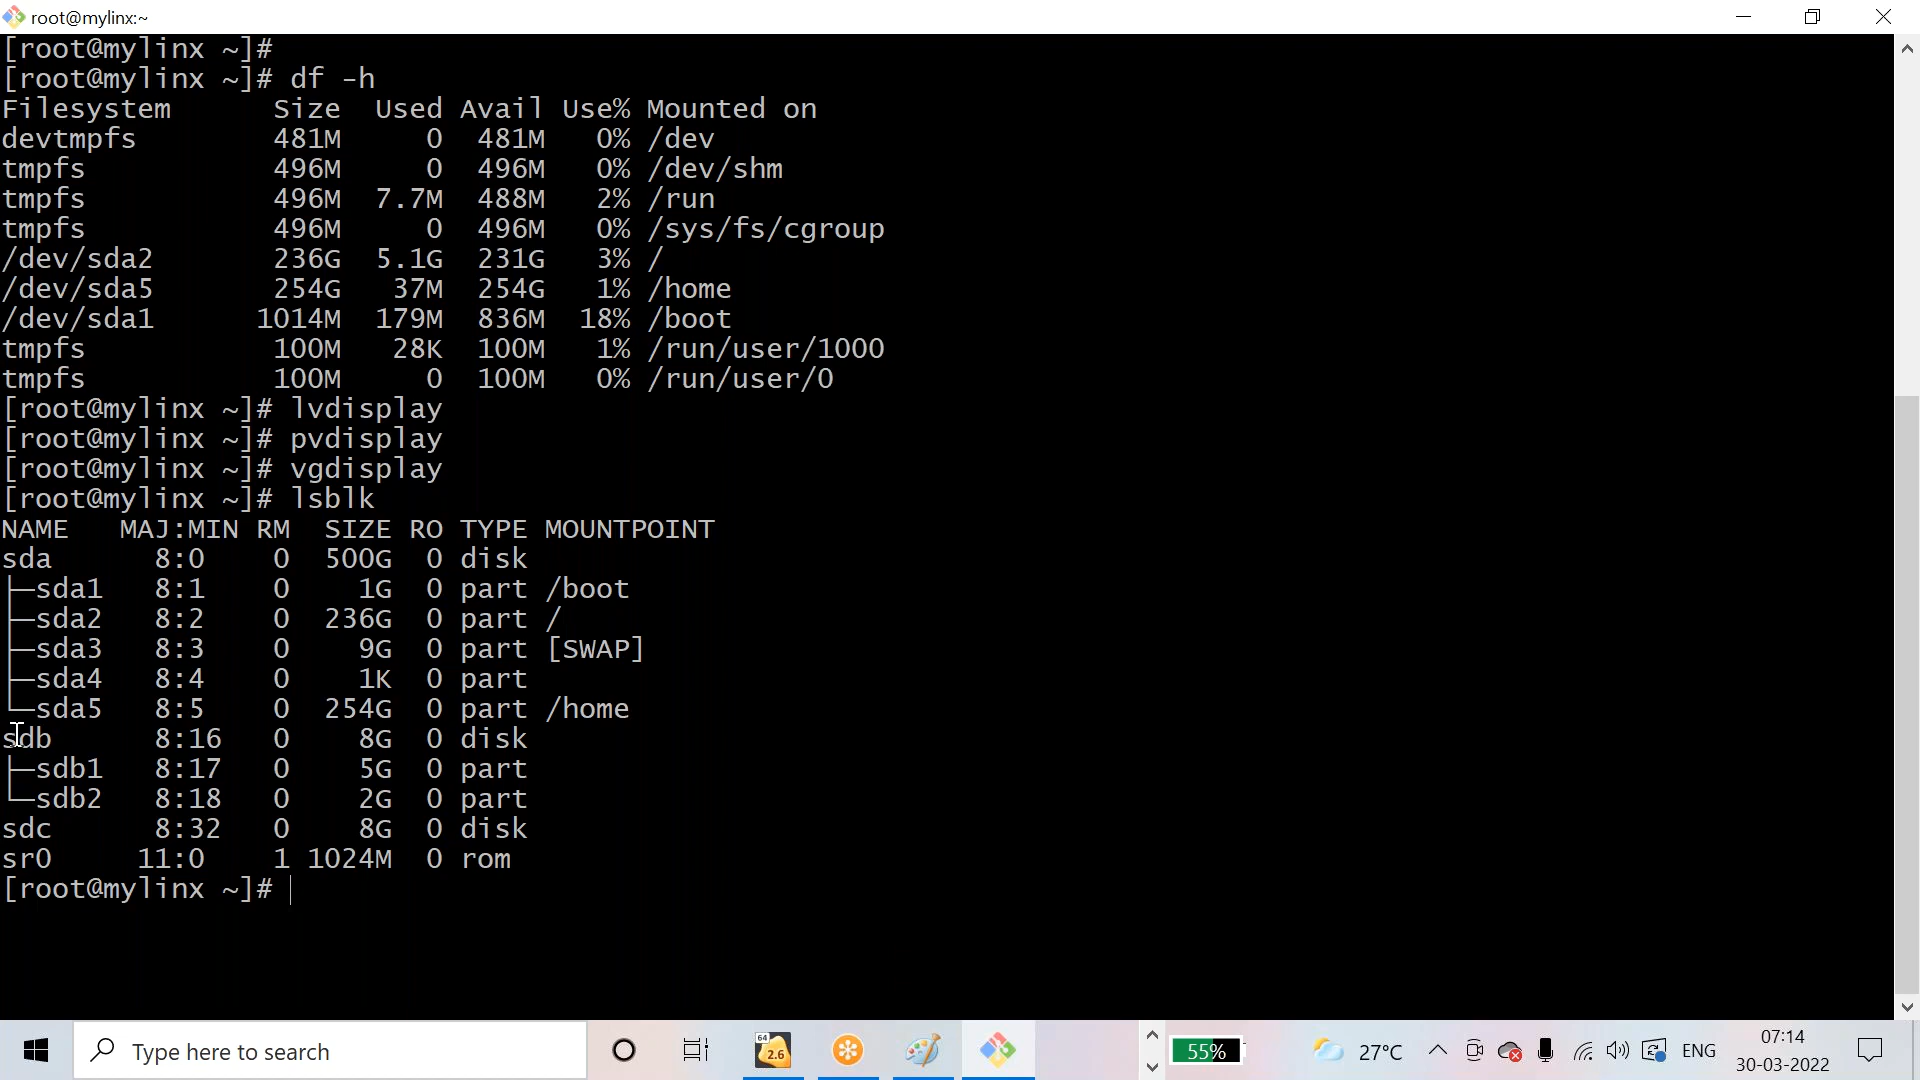 root@mylinx:~
[root@mylinx ~]#
[root@mylinx ~]# df -h
Filesystem      Size  Used Avail Use% Mounted on
devtmpfs        481M     0  481M   0% /dev
tmpfs           496M     0  496M   0% /dev/shm
tmpfs           496M  7.7M  488M   2% /run
tmpfs           496M     0  496M   0% /sys/fs/cgroup
/dev/sda2       236G  5.1G  231G   3% /
/dev/sda5       254G   37M  254G   1% /home
/dev/sda1      1014M  179M  836M  18% /boot
tmpfs           100M   28K  100M   1% /run/user/1000
tmpfs           100M     0  100M   0% /run/user/0
[root@mylinx ~]# lvdisplay
[root@mylinx ~]# pvdisplay
[root@mylinx ~]# vgdisplay
[root@mylinx ~]# lsblk
NAME   MAJ:MIN RM  SIZE RO TYPE MOUNTPOINT
sda      8:0    0  500G  0 disk
├─sda1   8:1    0    1G  0 part /boot
├─sda2   8:2    0  236G  0 part /
├─sda3   8:3    0    9G  0 part [SWAP]
├─sda4   8:4    0    1K  0 part
└─sda5   8:5    0  254G  0 part /home
sdb      8:16   0    8G  0 disk
├─sdb1   8:17   0    5G  0 part
└─sdb2   8:18   0    2G  0 part
sdc      8:32   0    8G  0 disk
sr0     11:0    1 1024M  0 rom
[root@mylinx ~]#
Type here to search
64
2.6
55%
27°C
ENG
07:14
30-03-2022